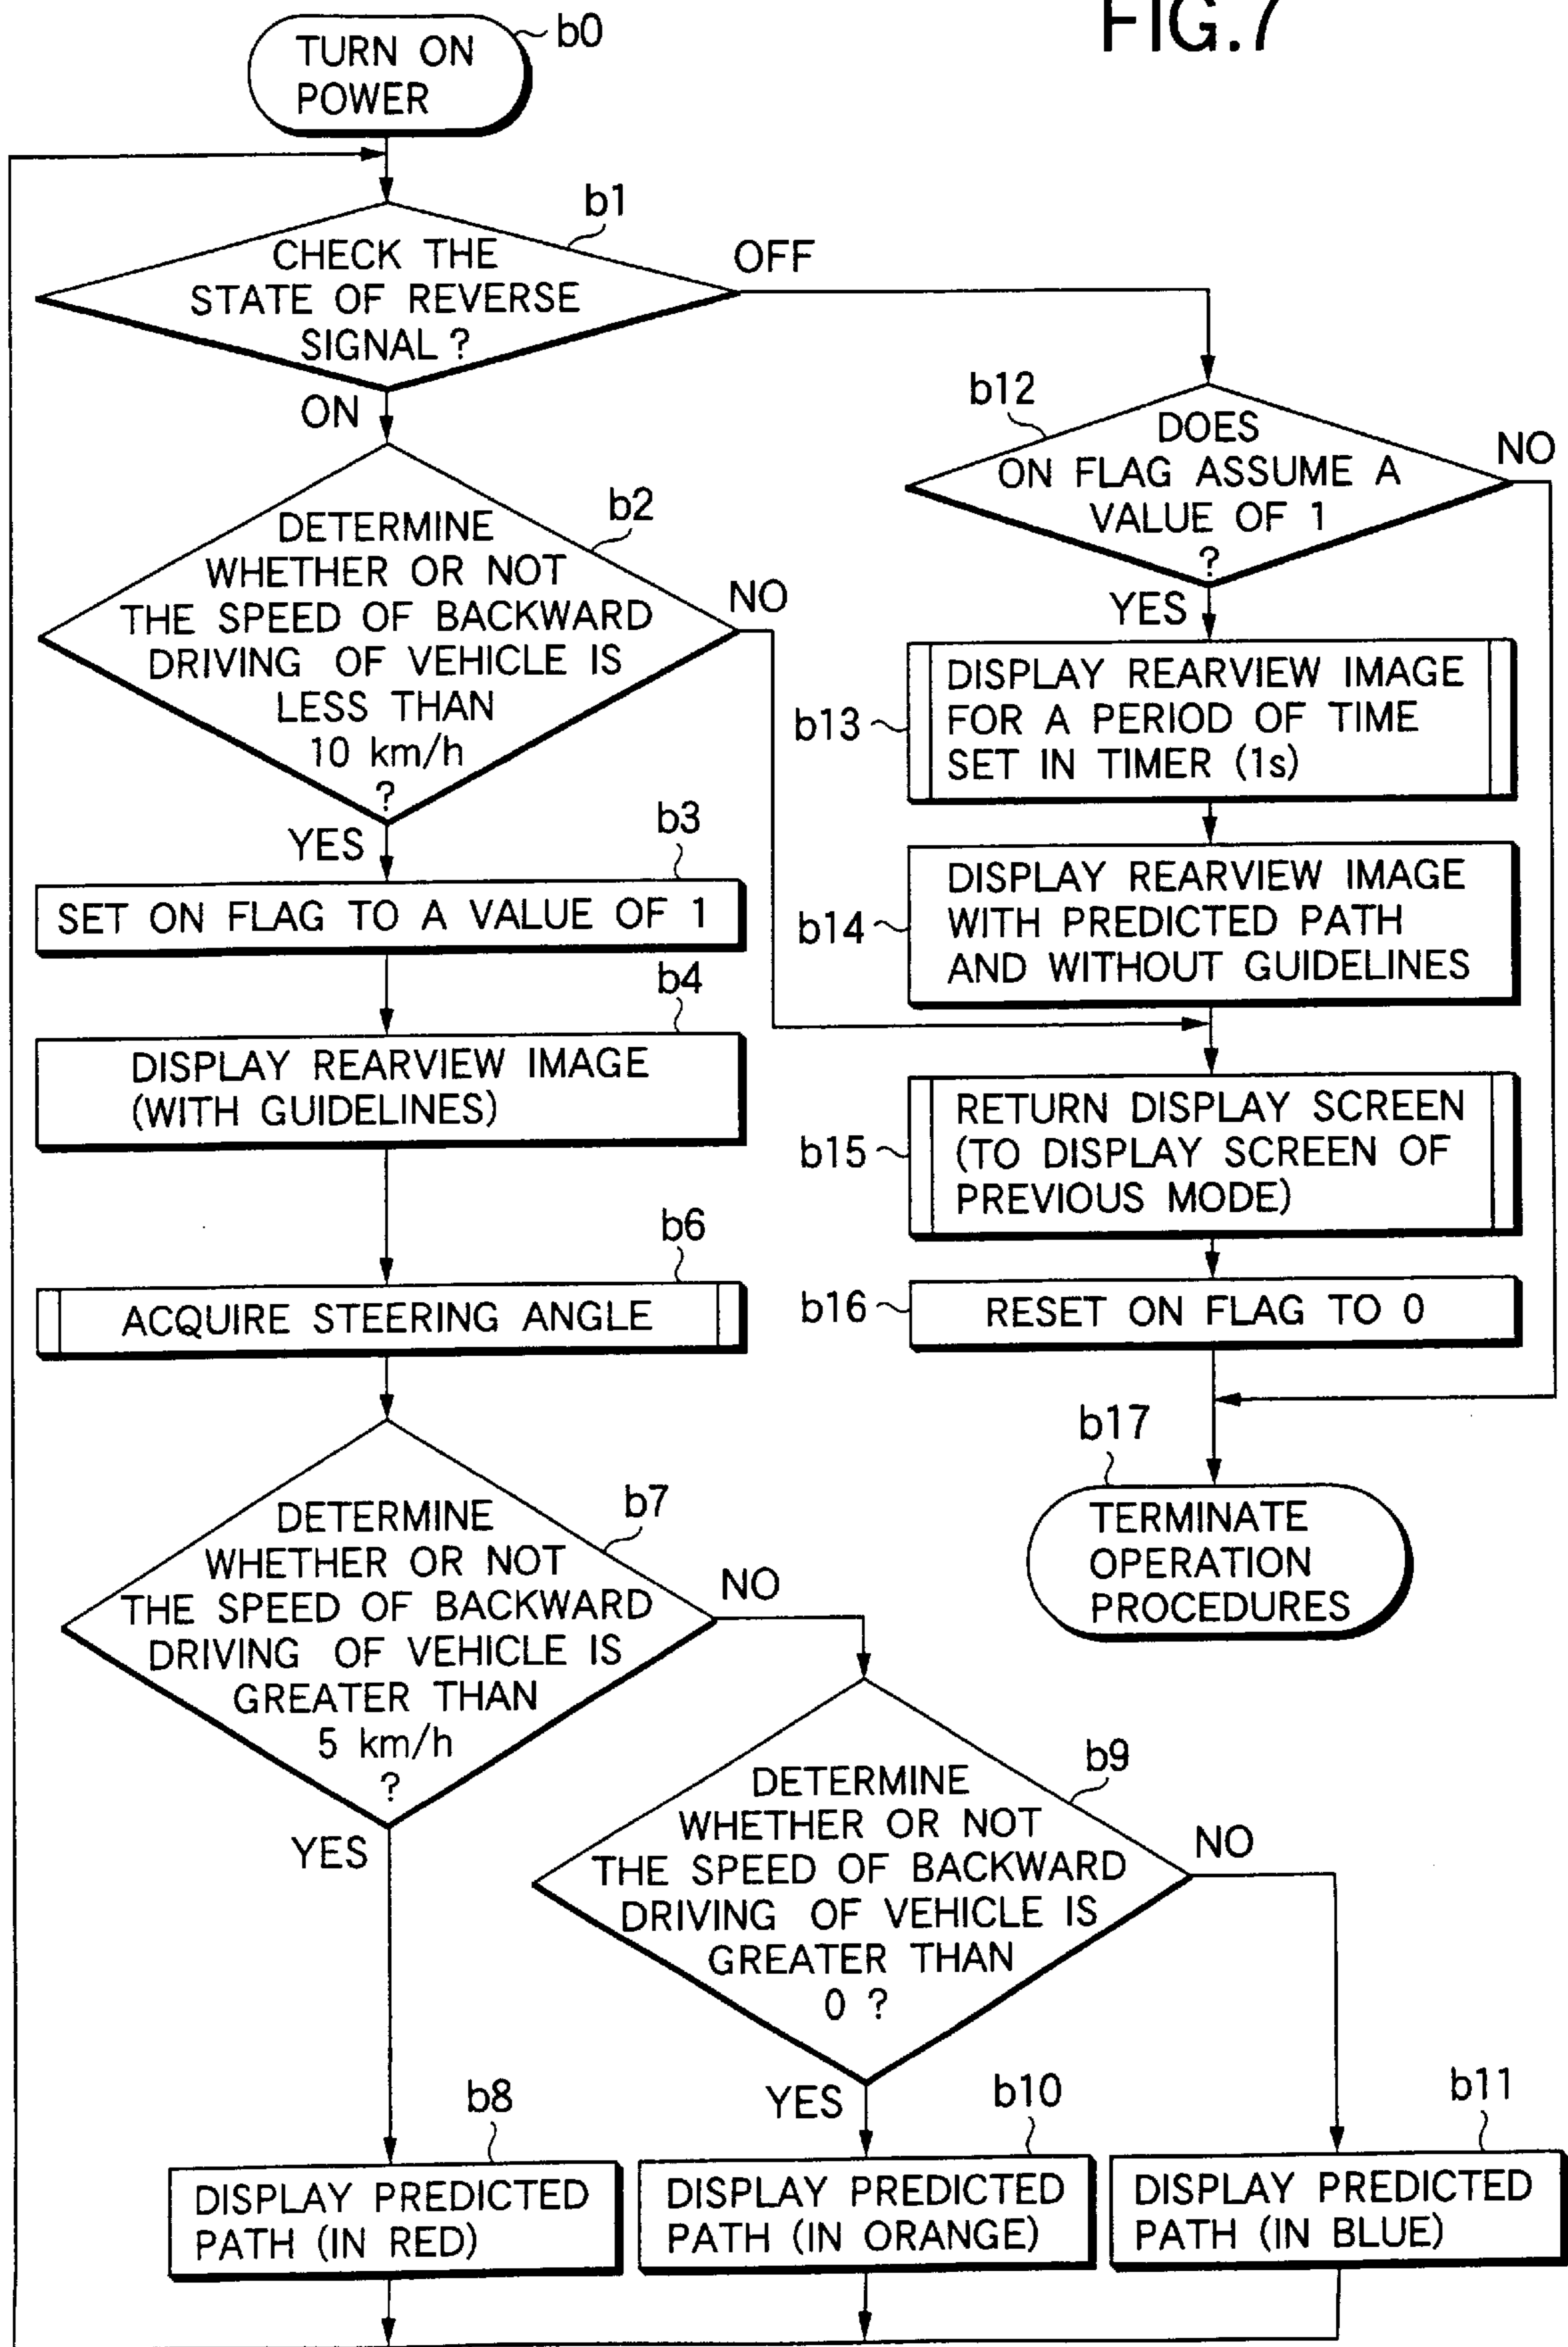 FIG.7
TURN ON
POWER
b0
b1
CHECK THE
STATE OF REVERSE
SIGNAL ?
OFF
ON
b2
DETERMINE
WHETHER OR NOT
THE SPEED OF BACKWARD
DRIVING OF VEHICLE IS
LESS THAN
10 km/h
?
NO
YES
b3
SET ON FLAG TO A VALUE OF 1
b4
DISPLAY REARVIEW IMAGE
(WITH GUIDELINES)
b6
ACQUIRE STEERING ANGLE
b7
DETERMINE
WHETHER OR NOT
THE SPEED OF BACKWARD
DRIVING OF VEHICLE IS
GREATER THAN
5 km/h
?
NO
YES
b8
DISPLAY PREDICTED
PATH (IN RED)
b9
DETERMINE
WHETHER OR NOT
THE SPEED OF BACKWARD
DRIVING OF VEHICLE IS
GREATER THAN
0 ?
NO
YES
b10
DISPLAY PREDICTED
PATH (IN ORANGE)
b11
DISPLAY PREDICTED
PATH (IN BLUE)
b12
DOES
ON FLAG ASSUME A
VALUE OF 1
?
NO
YES
b13
DISPLAY REARVIEW IMAGE
FOR A PERIOD OF TIME
SET IN TIMER (1s)
b14
DISPLAY REARVIEW IMAGE
WITH PREDICTED PATH
AND WITHOUT GUIDELINES
b15
RETURN DISPLAY SCREEN
(TO DISPLAY SCREEN OF
PREVIOUS MODE)
b16
RESET ON FLAG TO 0
b17
TERMINATE
OPERATION
PROCEDURES